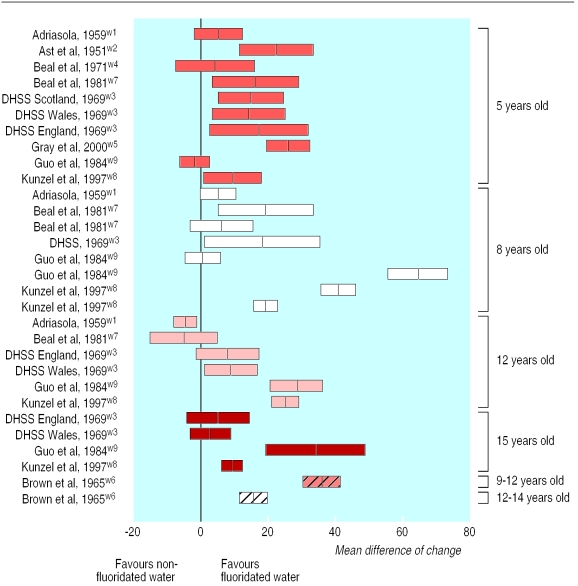 Adriasola, 1959w1
Ast et al, 1951w2
Beal et al, 1971w4
Beal et al, 1981w7
DHSS Scotland, 1969w3
DHSS Wales, 1969w3
DHSS England, 1969w3
Gray et al, 2000w5
Guo et al, 1984w9
Kunzel et al, 1997w8
5 years old
Adriasola, 1959w1
Beal et al, 1981w7
Beal et al, 1981w7
DHSS, 1969w3
Guo et al, 1984w9
Guo et al, 1984w9
Kunzel et al, 1997w8
Kunzel et al, 1997w8
8 years old
Adriasola, 1959w1
Beal et al, 1981w7
DHSS England, 1969w3
DHSS Wales, 1969w3
Guo et al, 1984w9
Kunzel et al, 1997w8
12 years old
DHSS England, 1969w3
DHSS Wales, 1969w3
Guo et al, 1984w9
Kunzel et al, 1997w8
15 years old
Brown et al, 1965w6
9-12 years old
Brown et al, 1965w6
12-14 years old
-20 0 20 40 60 80
Mean difference of change
Favours non-
fluoridated water
Favours
fluoridated water